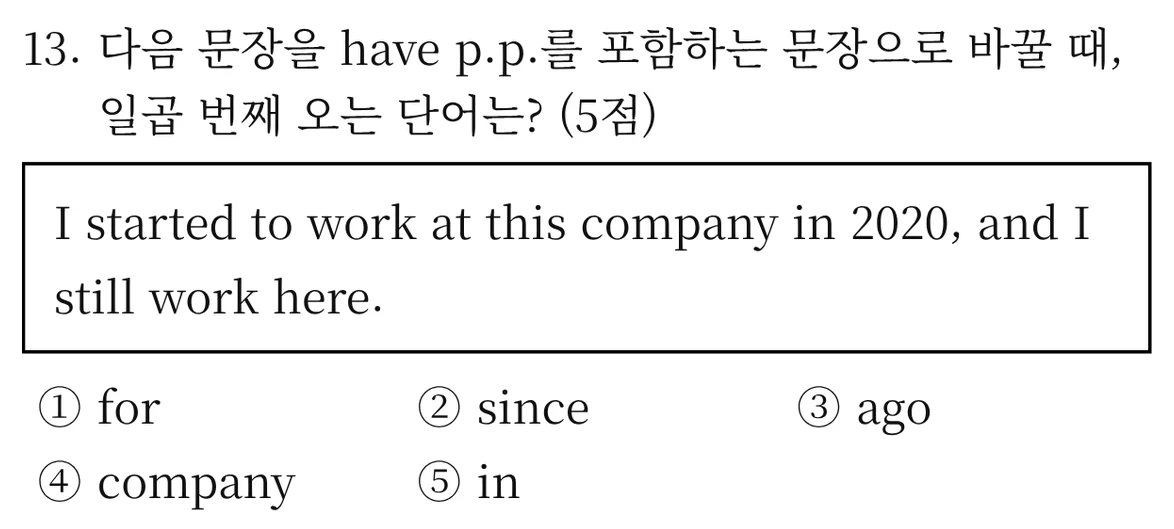 13. 다음 문장을 have p.p.를 포함하는 문장으로 바꿀 때,
일곱 번째 오는 단어는? (5점)
I started to work at this company in 2020, and I
still work here.
① for ② since ③ ago
④ company ⑤ in